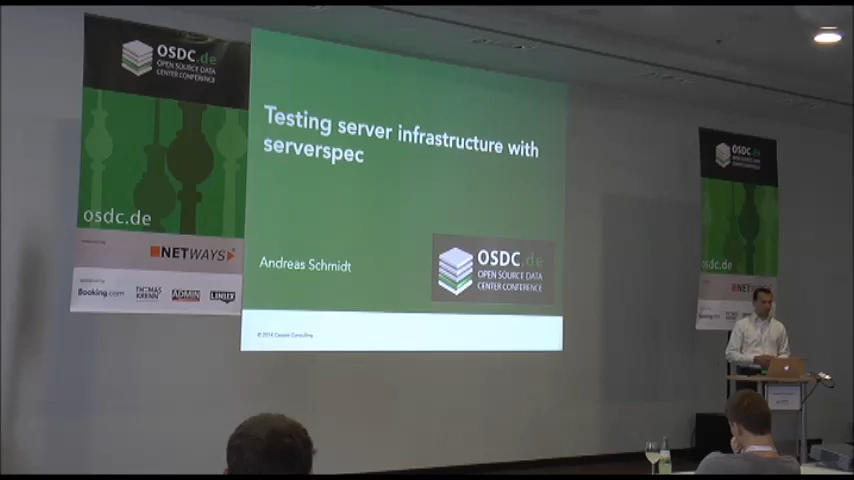 OSDC.de
OPEN SOURCE DATA
CENTER CONFERENCE
osdc.de
NETWAYS
Booking.com
THOMAS
KRENN
ADMIN
LINUX
Testing server infrastructure with
serverspec
Andreas Schmidt
OSDC.de
OPEN SOURCE DATA
CENTER CONFERENCE
OSDC.de
OPEN SOURCE DATA
CENTER CONFERENCE
osdc.de
NETWAYS